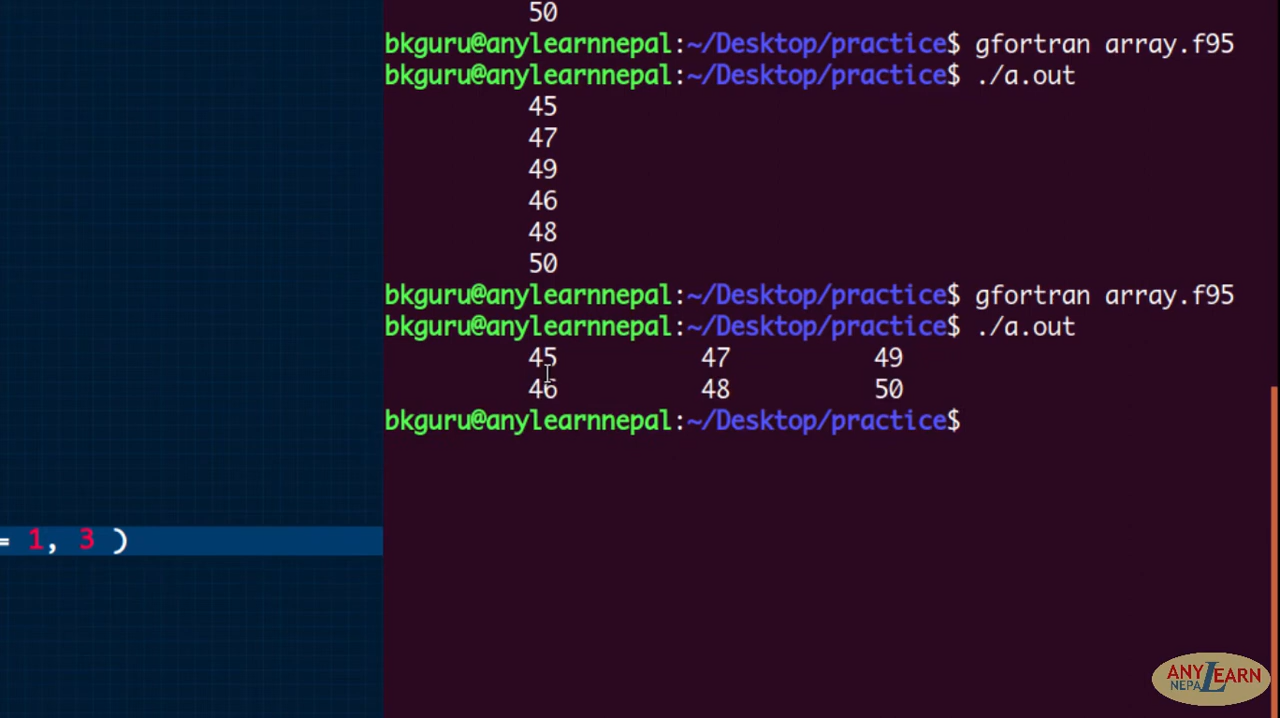 50
bkguru@anylearnnepal:~/Desktop/practice$ gfortran array.f95
bkguru@anylearnnepal:~/Desktop/practice$ ./a.out
45
47
49
46
48
50
bkguru@anylearnnepal:~/Desktop/practice$ gfortran array.f95
bkguru@anylearnnepal:~/Desktop/practice$ ./a.out
45 47 49
46 48 50
bkguru@anylearnnepal:~/Desktop/practice$
= 1, 3 )
ANY LEARN
NEPAL